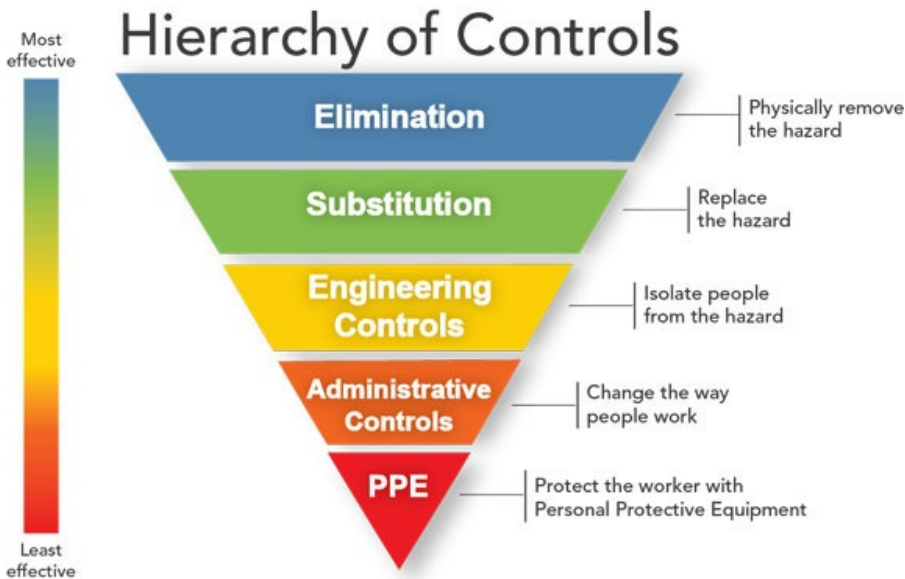 Hierarchy of Controls
Most
effective
Elimination
Physically remove
the hazard
Substitution
Replace
the hazard
Engineering
Controls
Isolate people
from the hazard
Administrative
Controls
Change the way
people work
PPE
Protect the worker with
Personal Protective Equipment
Least
effective